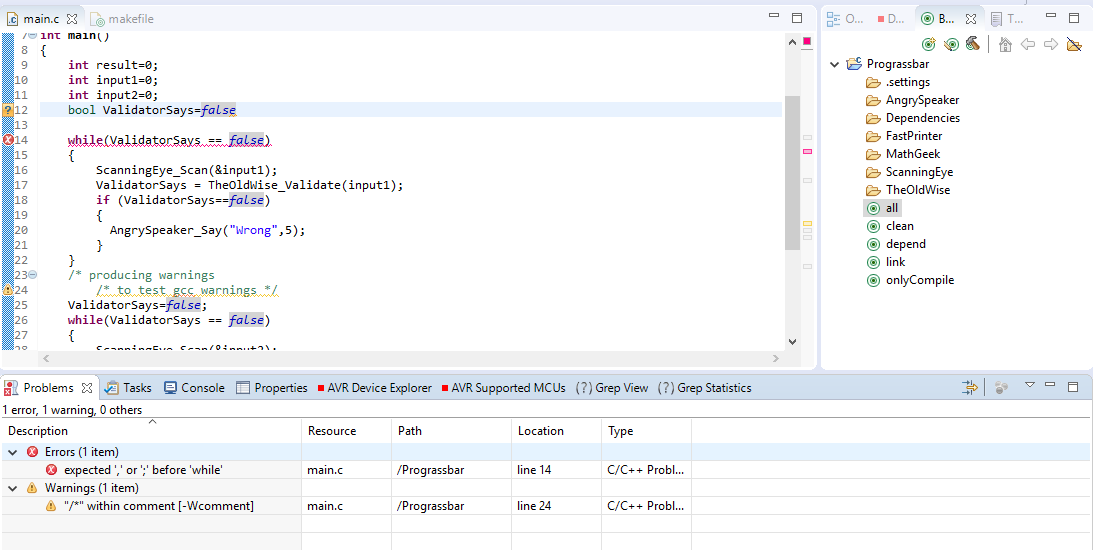 main.c makefile
7 int main()
8 {
9 int result=0;
10 int input1=0;
11 int input2=0;
12 bool ValidatorSays=false
13
14 while(ValidatorSays == false)
15 {
16 ScanningEye_Scan(&input1);
17 ValidatorSays = TheOldWise_Validate(input1);
18 if (ValidatorSays==false)
19 {
20 AngrySpeaker_Say("Wrong",5);
21 }
22 }
23 /* producing warnings
24 /* to test gcc warnings */
25 ValidatorSays=false;
26 while(ValidatorSays == false)
27 {
28 ScanningEye_Scan(&input2);
O... D... B... T...
Prograssbar
.settings
AngrySpeaker
Dependencies
FastPrinter
MathGeek
ScanningEye
TheOldWise
all
clean
depend
link
onlyCompile
Problems Tasks Console Properties AVR Device Explorer AVR Supported MCUs (?) Grep View (?) Grep Statistics
1 error, 1 warning, 0 others
Description Resource Path Location Type
Errors (1 item)
expected ',' or ';' before 'while' main.c /Prograssbar line 14 C/C++ Probl...
Warnings (1 item)
"/*" within comment [-Wcomment] main.c /Prograssbar line 24 C/C++ Probl...